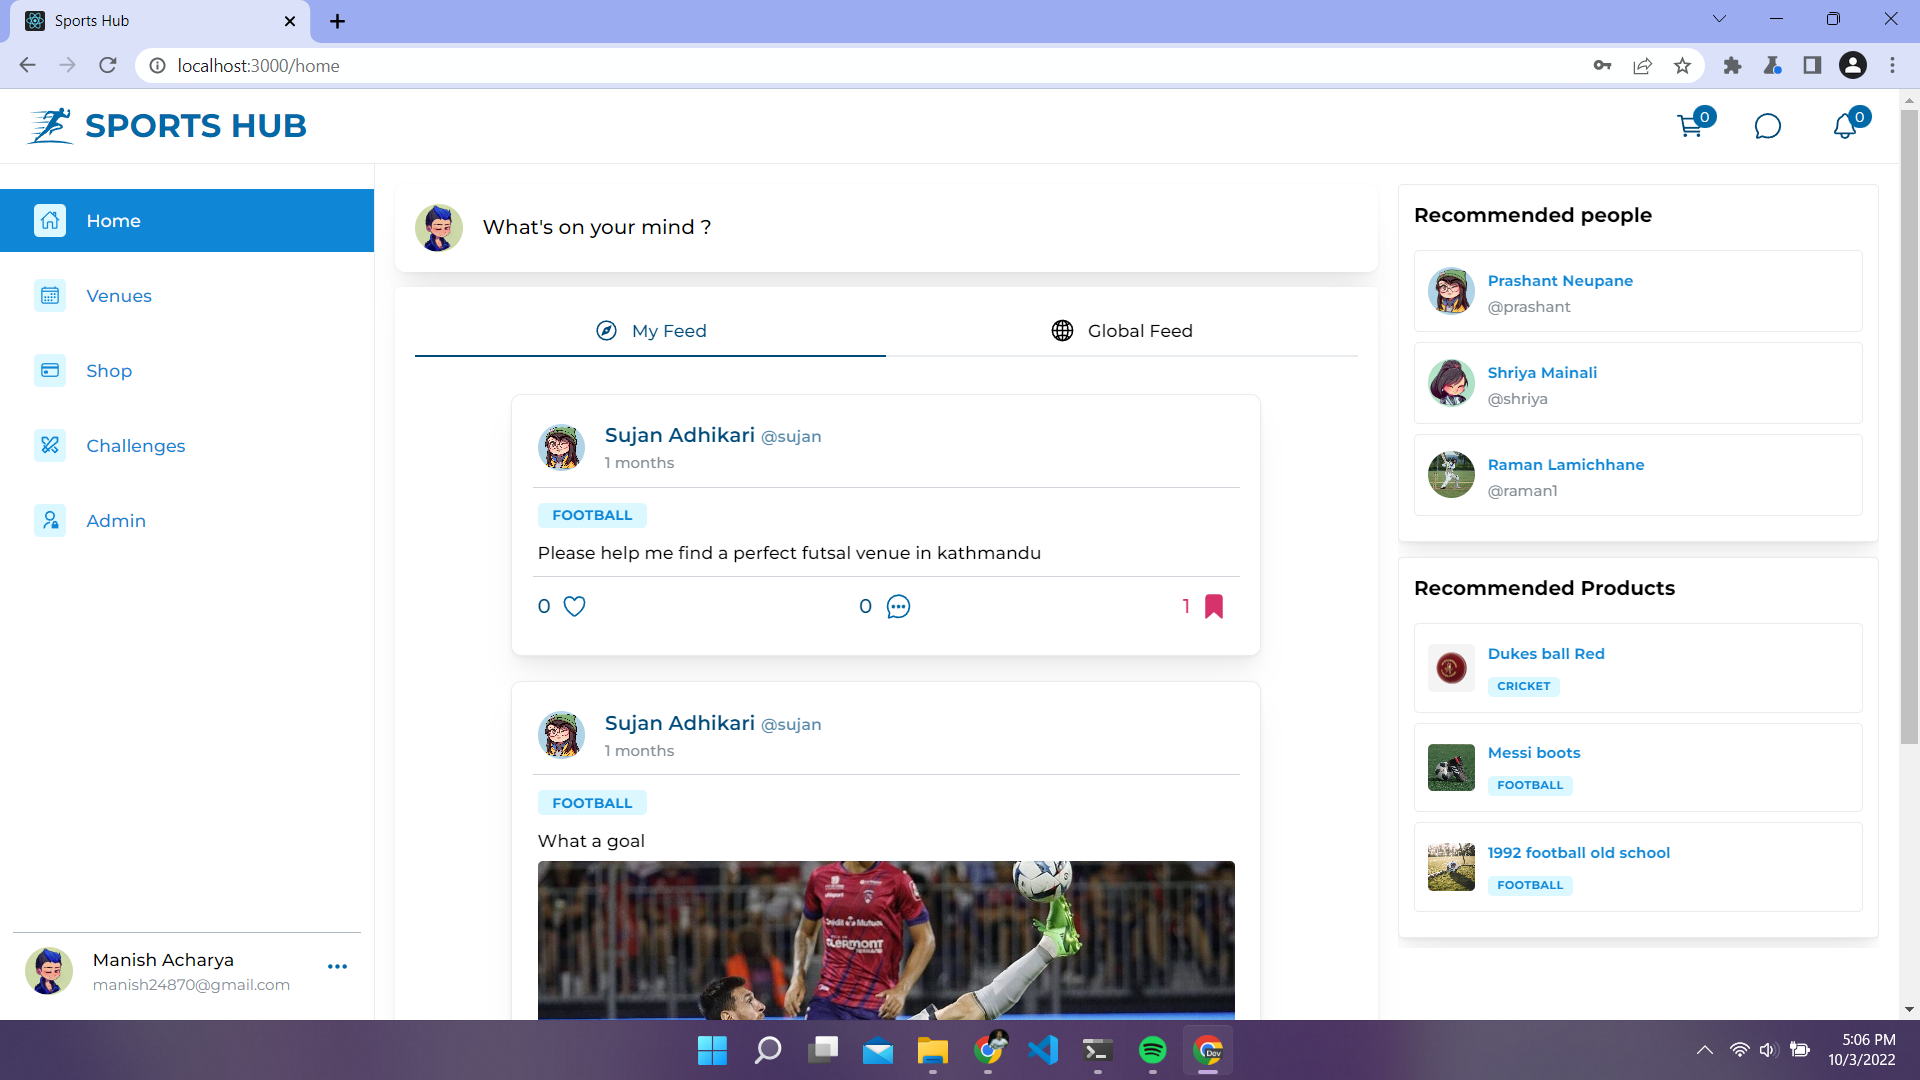 Sports Hub
localhost:3000/home
SPORTS HUB
0
0
Home
Venues
Shop
Challenges
Admin
Manish Acharya
manish24870@gmail.com
What's on your mind ?
My Feed
Global Feed
Sujan Adhikari @sujan
1 months
FOOTBALL
Please help me find a perfect futsal venue in kathmandu
0
0
1
Sujan Adhikari @sujan
1 months
FOOTBALL
What a goal
Crédit Mutuel
CLERMONT
Recommended people
Prashant Neupane
@prashant
Shriya Mainali
@shriya
Raman Lamichhane
@raman1
Recommended Products
Dukes ball Red
CRICKET
Messi boots
FOOTBALL
1992 football old school
FOOTBALL
Dev
5:06 PM
10/3/2022